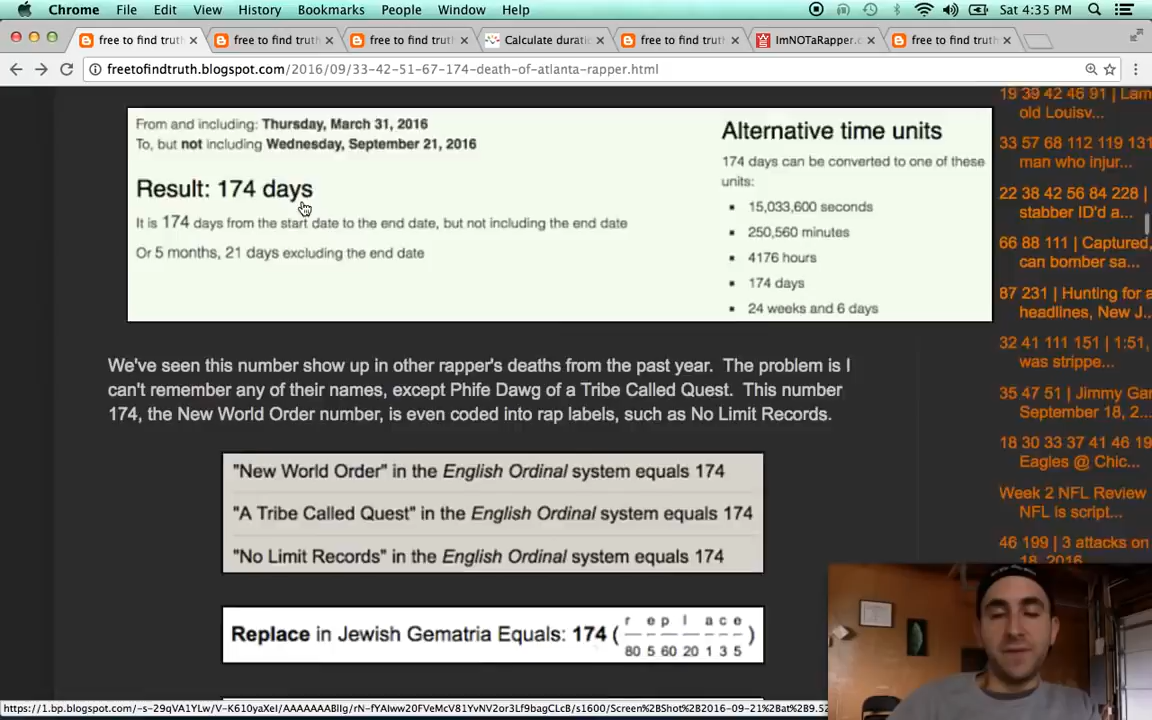 Chrome File Edit View History Bookmarks People Window Help Sat 4:35 PM
free to find truth free to find truth free to find truth Calculate duratio free to find truth ImNOTaRapper.c free to find truth
freetofindtruth.blogspot.com/2016/09/33-42-51-67-174-death-of-atlanta-rapper.html
From and including: Thursday, March 31, 2016
To, but not including Wednesday, September 21, 2016
Result: 174 days
It is 174 days from the start date to the end date, but not including the end date
Or 5 months, 21 days excluding the end date
Alternative time units
174 days can be converted to one of these
units:
15,033,600 seconds
250,560 minutes
4176 hours
174 days
24 weeks and 6 days
We've seen this number show up in other rapper's deaths from the past year. The problem is I
can't remember any of their names, except Phife Dawg of a Tribe Called Quest. This number
174, the New World Order number, is even coded into rap labels, such as No Limit Records.
"New World Order" in the English Ordinal system equals 174
"A Tribe Called Quest" in the English Ordinal system equals 174
"No Limit Records" in the English Ordinal system equals 174
Replace in Jewish Gematria Equals: 174 ( r e p l a c e
80 5 60 20 1 3 5 )
19 39 42 46 91 | Lam
old Louisv...
33 57 68 112 119 131
man who injur...
22 38 42 56 84 228 |
stabber ID'd a...
66 88 111 | Captured,
can bomber sa...
87 231 | Hunting for a
headlines, New J...
32 41 111 151 | 1:51,
was strippe...
35 47 51 | Jimmy Gar
September 18, 2...
18 30 33 37 41 46 19
Eagles @ Chic...
Week 2 NFL Review
NFL is script...
46 199 | 3 attacks on
18, 2016